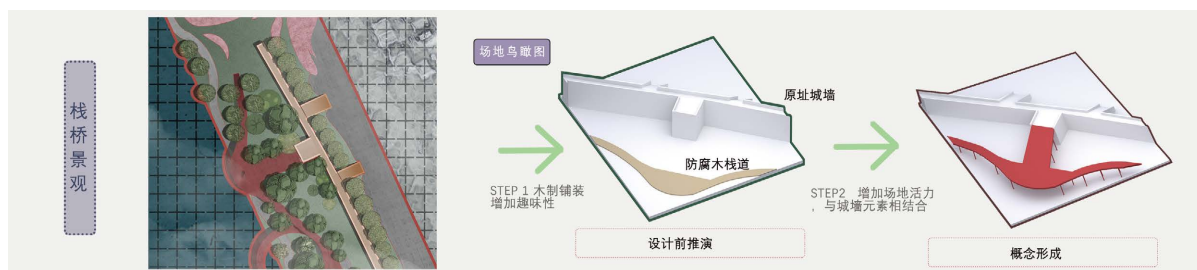 栈桥景观
场地鸟瞰图
原址城墙
防腐木栈道
STEP 1 木制铺装
增加趣味性
设计前推演
STEP2 增加场地活力
，与城墙元素相结合
概念形成